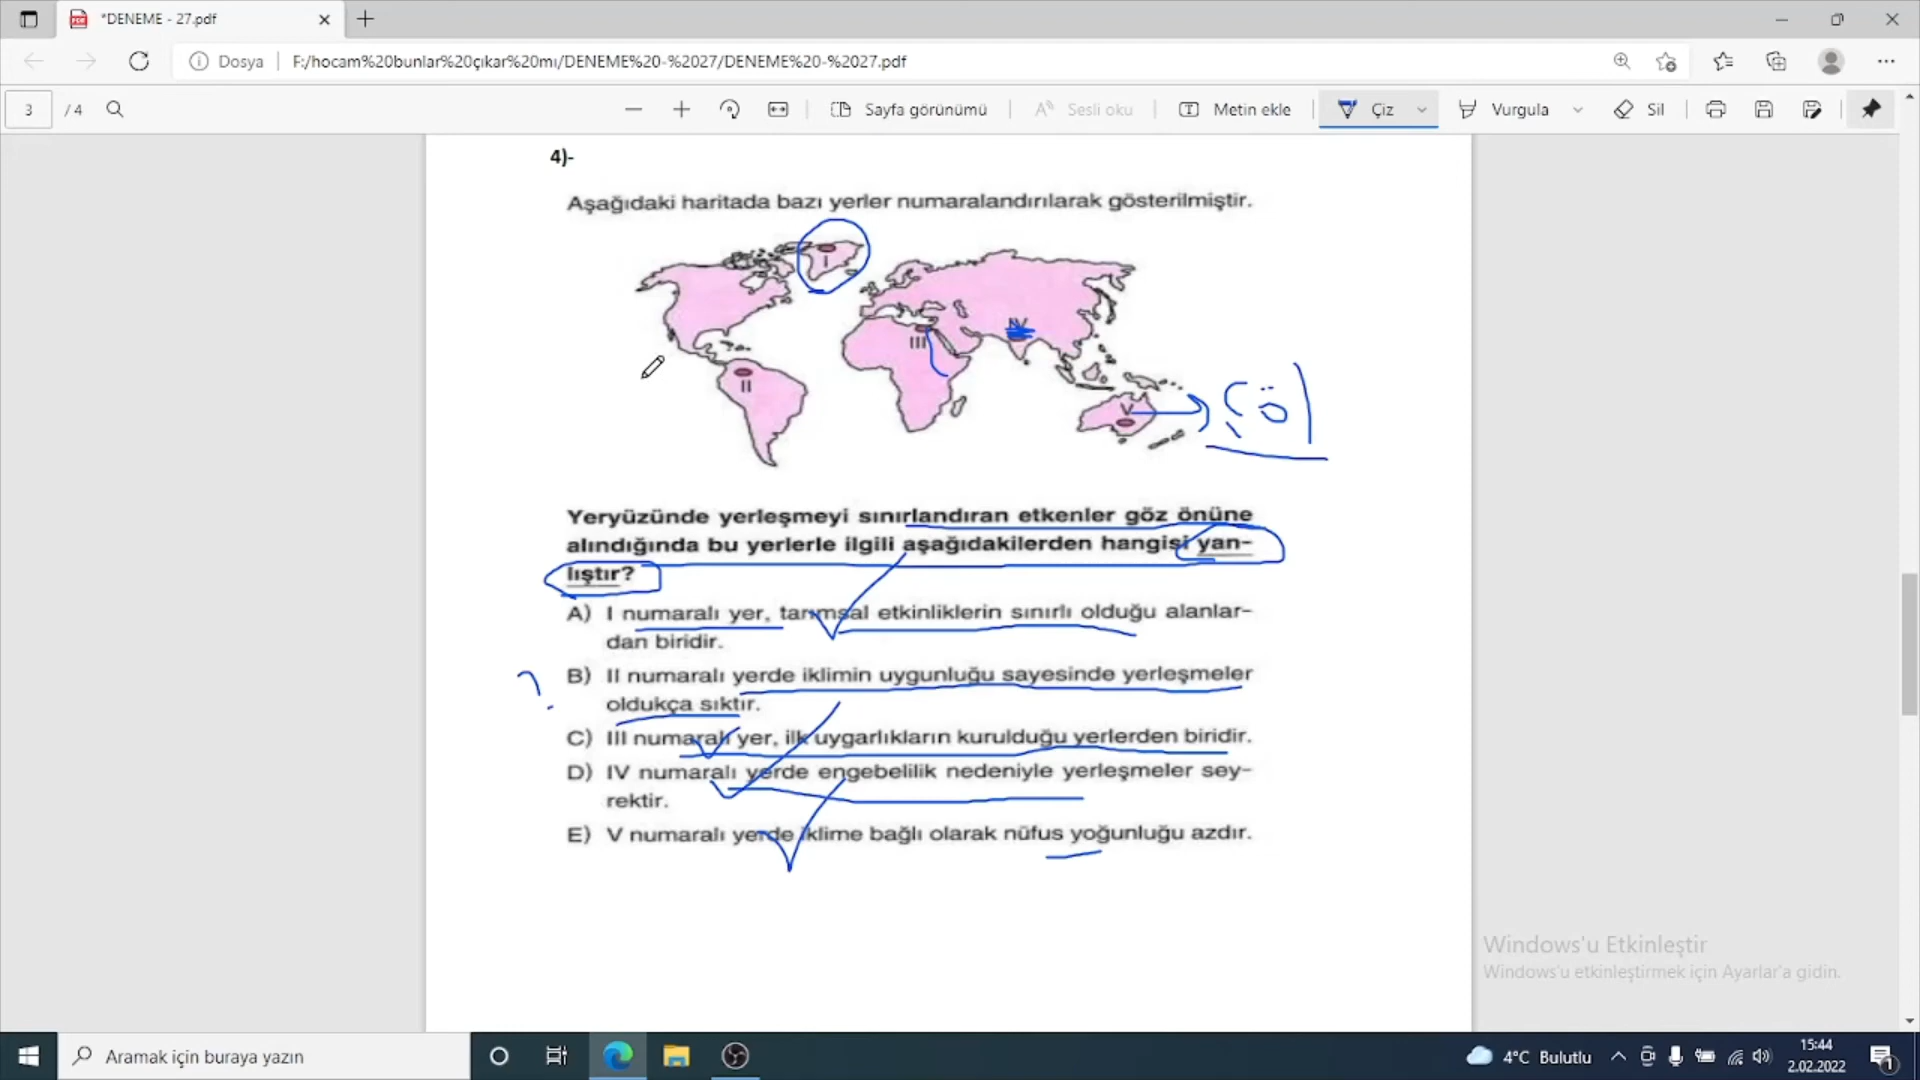 *DENEME - 27.pdf
Dosya
F:/hocam%20bunlar%20çıkar%20mı/DENEME%20-%2027/DENEME%20-%2027.pdf
3 / 4
Sayfa görünümü
Sesli oku
Metin ekle
Çiz
Vurgula
Sil
4)-
Aşağıdaki haritada bazı yerler numaralandırılarak gösterilmiştir.
I
IV
III
II
V
çöl
Yeryüzünde yerleşmeyi sınırlandıran etkenler göz önüne
alındığında bu yerlerle ilgili aşağıdakilerden hangisi yan-
lıştır?
A) I numaralı yer, tarımsal etkinliklerin sınırlı olduğu alanlar-
dan biridir.
?
B) II numaralı yerde iklimin uygunluğu sayesinde yerleşmeler
oldukça sıktır.
C) III numaralı yer, ilk uygarlıkların kurulduğu yerlerden biridir.
D) IV numaralı yerde engebelilik nedeniyle yerleşmeler sey-
rektir.
E) V numaralı yerde iklime bağlı olarak nüfus yoğunluğu azdır.
Windows'u Etkinleştir
Windows'u etkinleştirmek için Ayarlar'a gidin.
Aramak için buraya yazın
4°C Bulutlu
15:44
2.02.2022
1